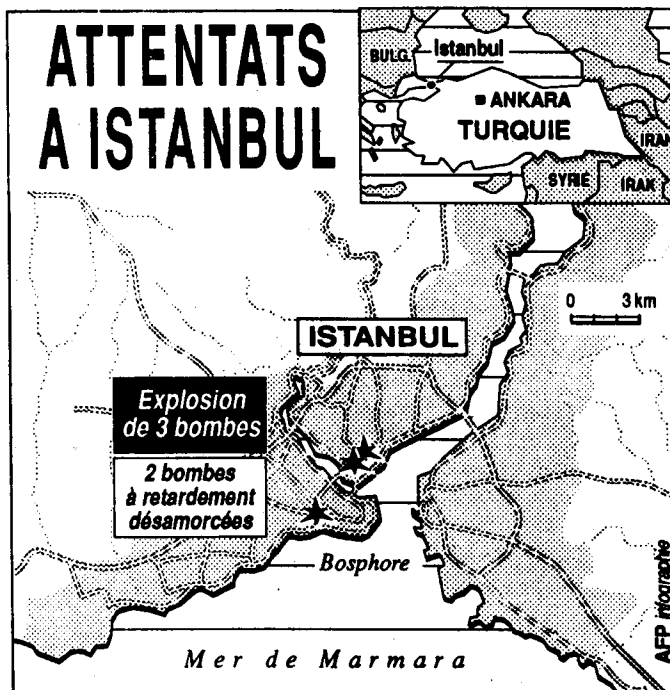 ATTENTATS
A ISTANBUL
BULG.
Istanbul
ANKARA
TURQUIE
IRAN
SYRIE
IRAK
0 3 km
ISTANBUL
Explosion
de 3 bombes
2 bombes
à retardement
désamorcées
Bosphore
Mer de Marmara
AFP infographie